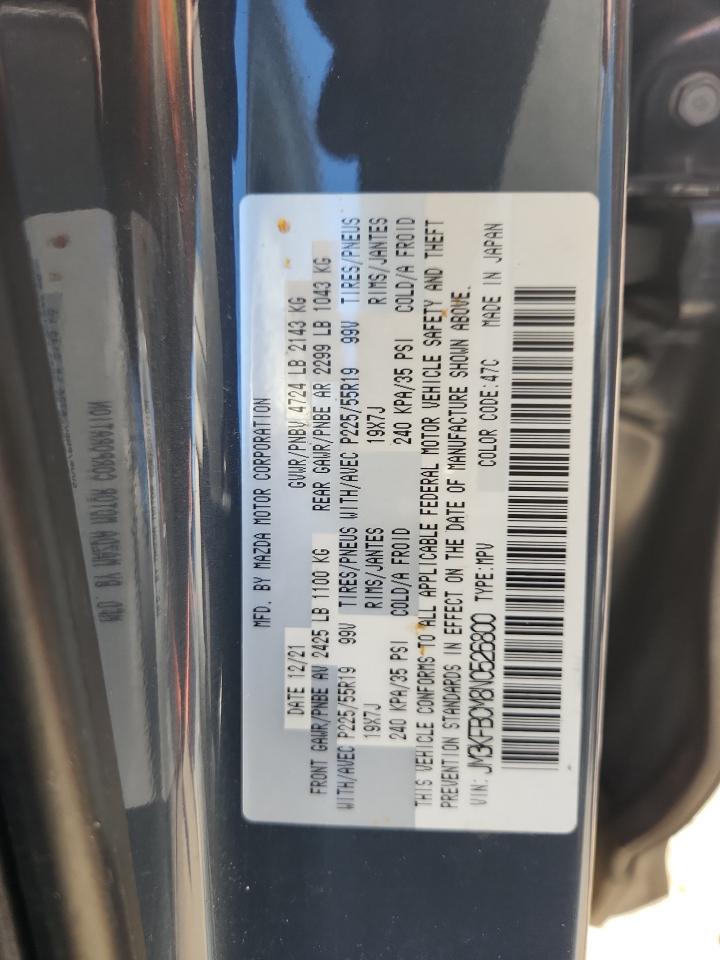 MFD. BY MAZDA MOTOR CORPORATION
DATE 12/21 GVWR/PNBV 4724 LB 2143 KG
FRONT GAWR/PNBE AV 2425 LB 1100 KG REAR GAWR/PNBE AR 2299 LB 1043 KG
WITH/AVEC P225/55R19 99V TIRES/PNEUS WITH/AVEC P225/55R19 99V TIRES/PNEUS
19X7J RIMS/JANTES 19X7J RIMS/JANTES
240 KPA/35 PSI COLD/A FROID 240 KPA/35 PSI COLD/A FROID
THIS VEHICLE CONFORMS TO ALL APPLICABLE FEDERAL MOTOR VEHICLE SAFETY AND THEFT
PREVENTION STANDARDS IN EFFECT ON THE DATE OF MANUFACTURE SHOWN ABOVE.
VIN: JM3KFBCM8N0526800 TYPE:MPV COLOR CODE:47C MADE IN JAPAN